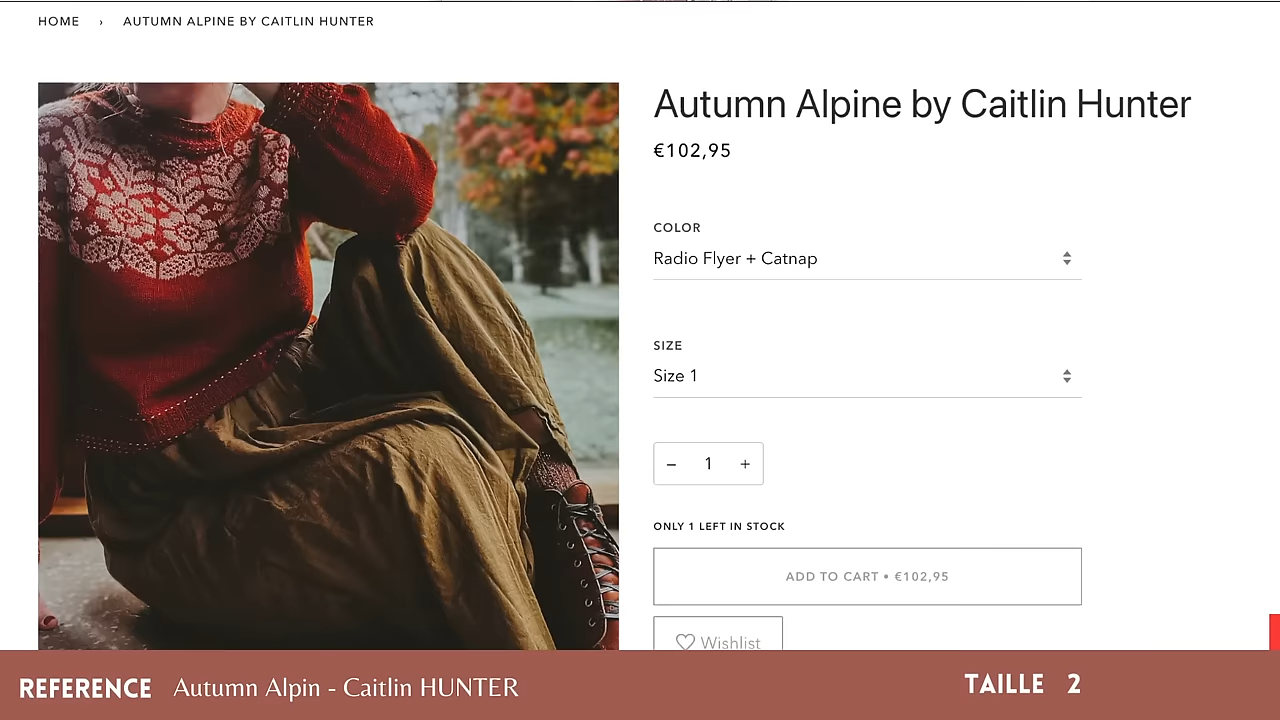 HOME › AUTUMN ALPINE BY CAITLIN HUNTER
Autumn Alpine by Caitlin Hunter
€102,95
COLOR
Radio Flyer + Catnap
SIZE
Size 1
− 1 +
ONLY 1 LEFT IN STOCK
ADD TO CART • €102,95
Wishlist
REFERENCE Autumn Alpin - Caitlin HUNTER
TAILLE 2